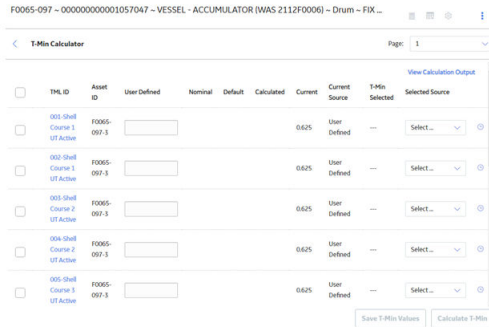 F0065-097 ~ 000000000001057047 ~ VESSEL - ACCUMULATOR (WAS 2112F0006) ~ Drum ~ FIX ...
T-Min Calculator
Page: 1
View Calculation Output
TML ID Asset ID User Defined Nominal Default Calculated Current Current Source T-Min Selected Selected Source
001-Shell Course 1 UT Active F0065-097-3 0.625 User Defined --- Select ...
002-Shell Course 1 UT Active F0065-097-3 0.625 User Defined --- Select ...
003-Shell Course 2 UT Active F0065-097-3 0.625 User Defined --- Select ...
004-Shell Course 2 UT Active F0065-097-3 0.625 User Defined --- Select ...
005-Shell Course 3 UT Active F0065-097-3 0.625 User Defined --- Select ...
Save T-Min Values Calculate T-Min